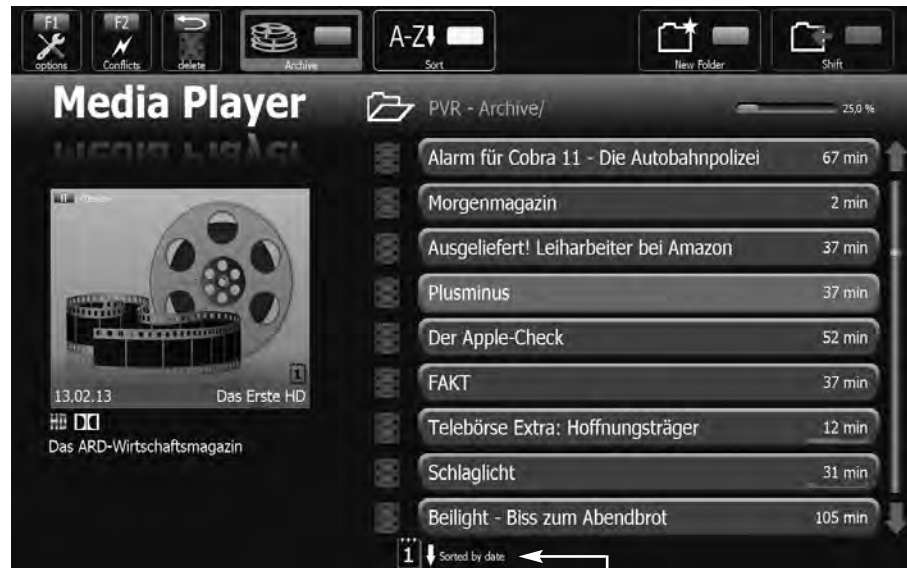 F1
options
F2
Conflicts
delete
Archive
A-Z
Sort
New Folder
Shift
Media Player
PVR - Archive/
25,0 %
Alarm für Cobra 11 - Die Autobahnpolizei 67 min
Morgenmagazin 2 min
Ausgeliefert! Leiharbeiter bei Amazon 37 min
Plusminus 37 min
Der Apple-Check 52 min
FAKT 37 min
Telebörse Extra: Hoffnungsträger 12 min
Schlaglicht 31 min
Beilight - Biss zum Abendbrot 105 min
1
13.02.13 Das Erste HD
HD
Das ARD-Wirtschaftsmagazin
1 Sorted by date